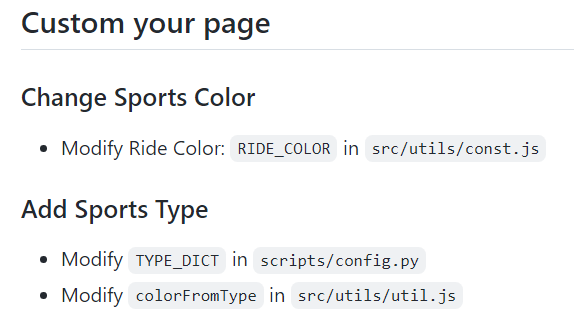 Custom your page
Change Sports Color
• Modify Ride Color: RIDE_COLOR in src/utils/const.js
Add Sports Type
• Modify TYPE_DICT in scripts/config.py
• Modify colorFromType in src/utils/util.js